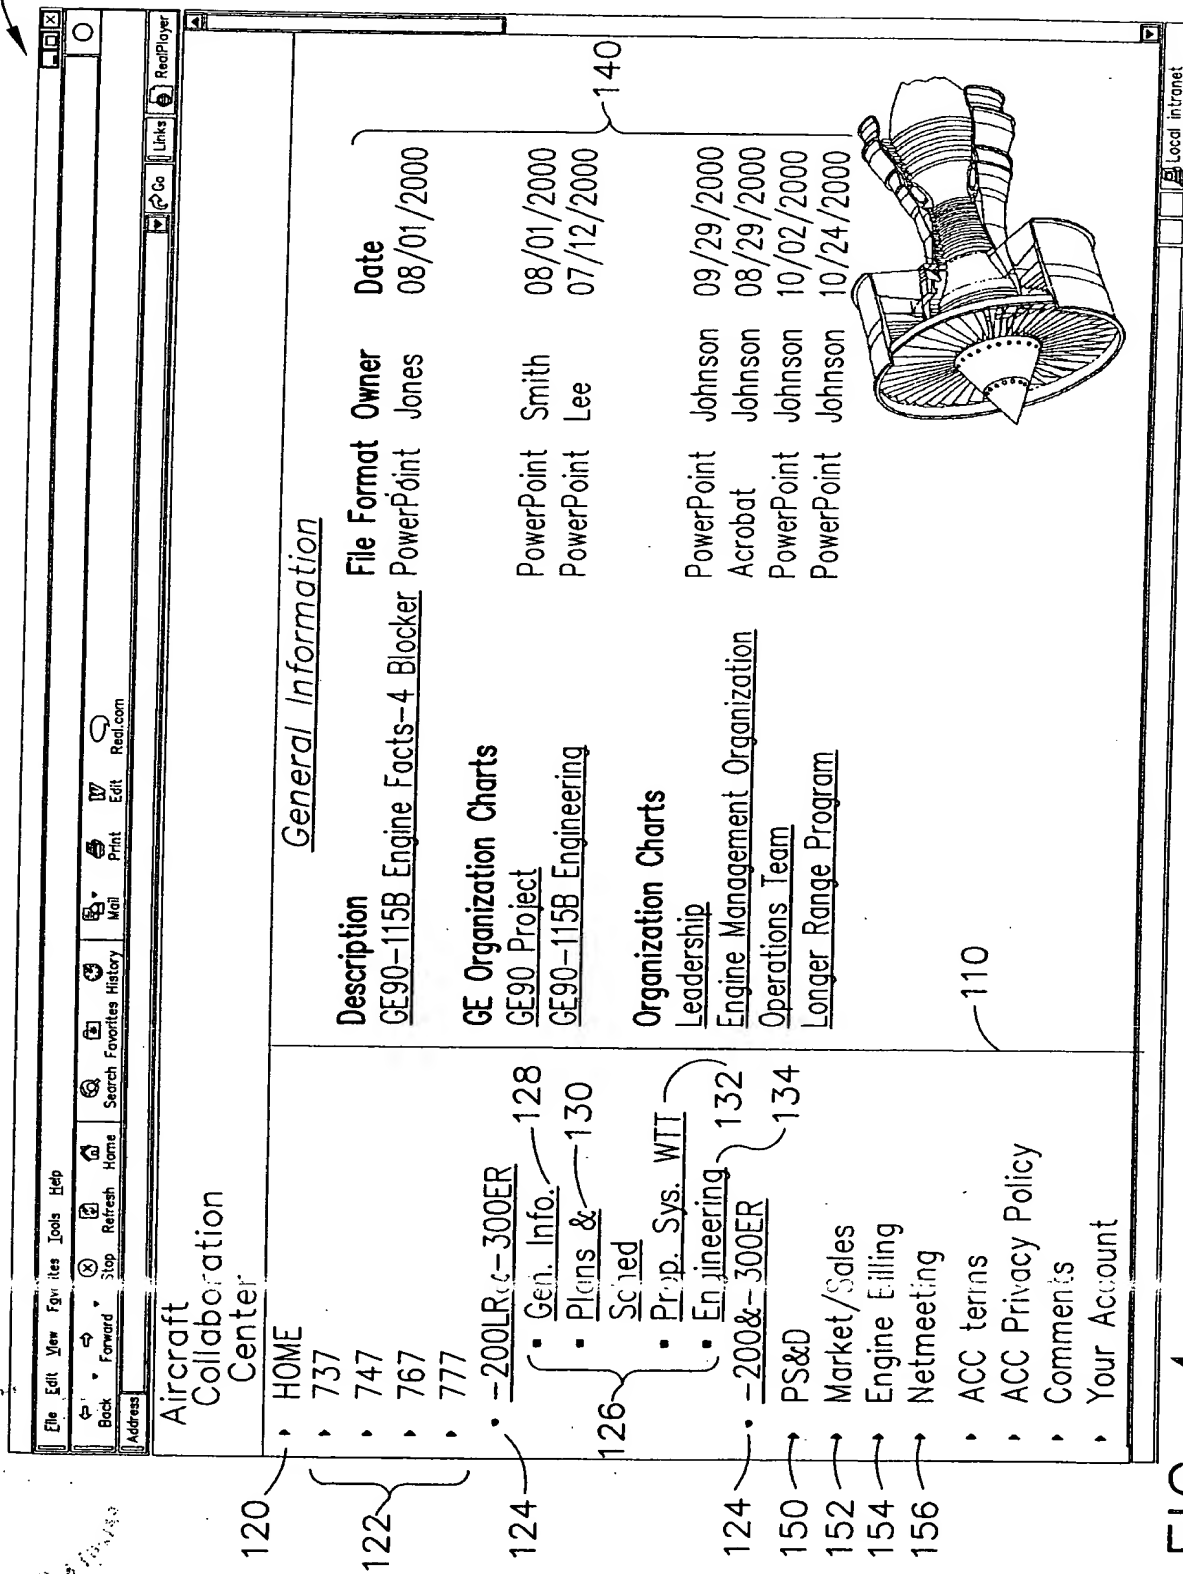 File Edit View Favorites Tools Help
Back Forward Stop Refresh Home Search Favorites History Mail Print Edit Real.com
Address Go Links RealPlayer
Aircraft
Collaboration
Center
120 HOME
122
737
747
767
777
124 -200LR&-300ER
126
Gen. Info. 128
Plans & 130
Sched
Prop. Sys. WTT 132
Engineering 134
124 -200&-300ER
150 PS&D
152 Market/Sales
154 Engine Billing
156 Netmeeting
ACC terms
ACC Privacy Policy
Comments
Your Account
110
General Information
Description File Format Owner Date
GE90-115B Engine Facts-4 Blocker PowerPoint Jones 08/01/2000
GE Organization Charts
GE90 Project PowerPoint Smith 08/01/2000
GE90-115B Engineering PowerPoint Lee 07/12/2000
140
Organization Charts
Leadership PowerPoint Johnson 09/29/2000
Engine Management Organization Acrobat Johnson 08/29/2000
Operations Team PowerPoint Johnson 10/02/2000
Longer Range Program PowerPoint Johnson 10/24/2000
Local intranet